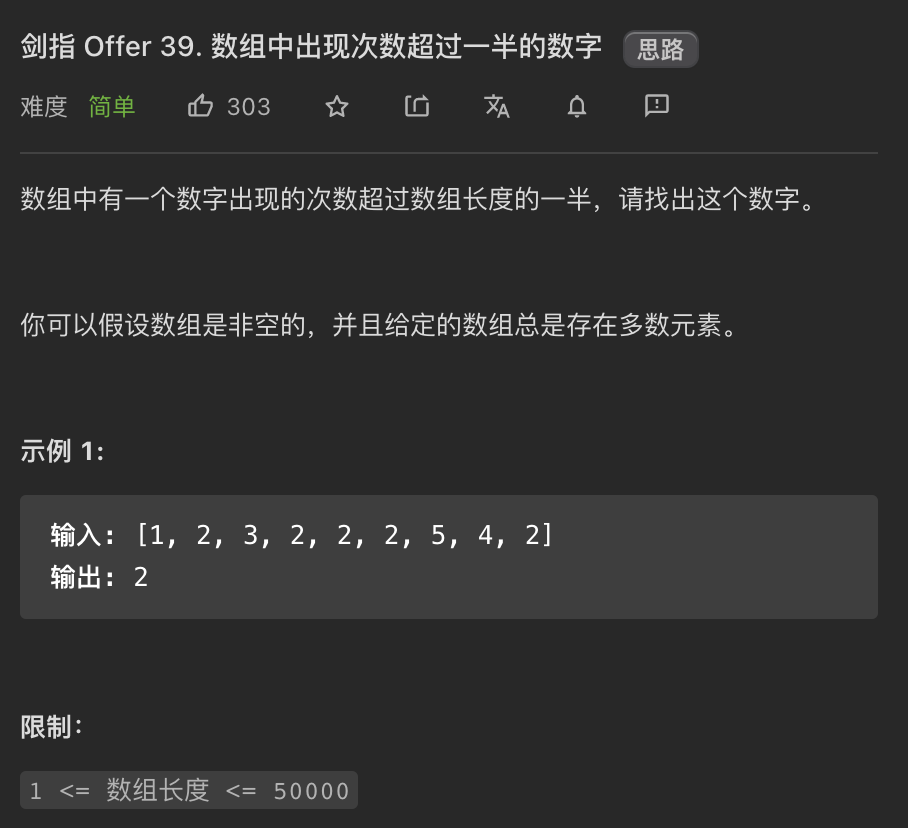 剑指 Offer 39. 数组中出现次数超过一半的数字 思路
难度 简单 303
数组中有一个数字出现的次数超过数组长度的一半，请找出这个数字。
你可以假设数组是非空的，并且给定的数组总是存在多数元素。
示例 1:
输入: [1, 2, 3, 2, 2, 2, 5, 4, 2]
输出: 2
限制：
1 <= 数组长度 <= 50000